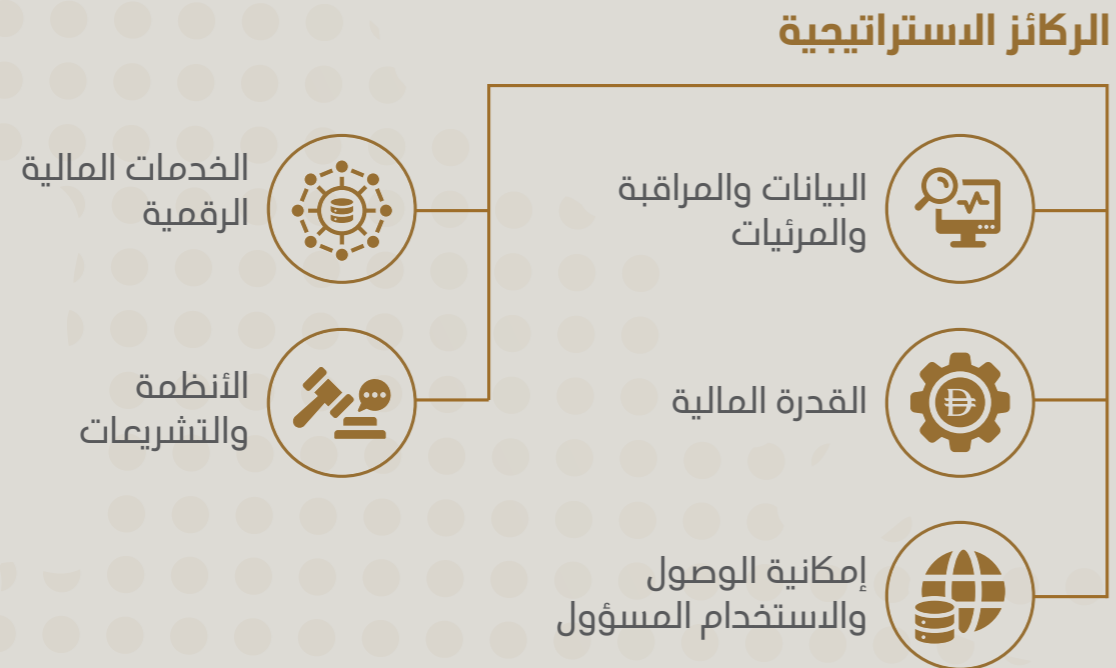 الركائز الاستراتيجية
البيانات والمراقبة
والمرئيات
القدرة المالية
إمكانية الوصول
والاستخدام المسؤول
الخدمات المالية
الرقمية
الأنظمة
والتشريعات